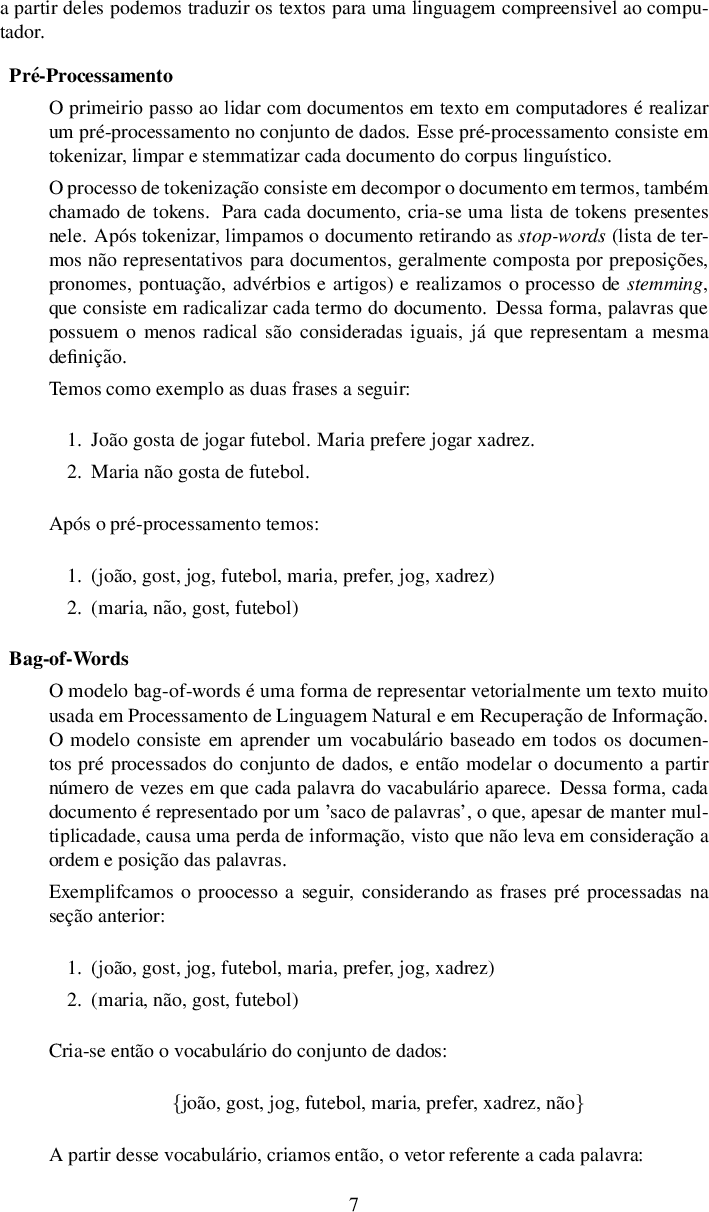 a partir deles podemos traduzir os textos para uma linguagem compreensivel ao compu-
tador.
Pré-Processamento
O primeirio passo ao lidar com documentos em texto em computadores é realizar
um pré-processamento no conjunto de dados. Esse pré-processamento consiste em
tokenizar, limpar e stemmatizar cada documento do corpus linguístico.
O processo de tokenização consiste em decompor o documento em termos, também
chamado de tokens. Para cada documento, cria-se uma lista de tokens presentes
nele. Após tokenizar, limpamos o documento retirando as stop-words (lista de ter-
mos não representativos para documentos, geralmente composta por preposições,
pronomes, pontuação, advérbios e artigos) e realizamos o processo de stemming,
que consiste em radicalizar cada termo do documento. Dessa forma, palavras que
possuem o menos radical são consideradas iguais, já que representam a mesma
definição.
Temos como exemplo as duas frases a seguir:
1. João gosta de jogar futebol. Maria prefere jogar xadrez.
2. Maria não gosta de futebol.
Após o pré-processamento temos:
1. (joão, gost, jog, futebol, maria, prefer, jog, xadrez)
2. (maria, não, gost, futebol)
Bag-of-Words
O modelo bag-of-words é uma forma de representar vetorialmente um texto muito
usada em Processamento de Linguagem Natural e em Recuperação de Informação.
O modelo consiste em aprender um vocabulário baseado em todos os documen-
tos pré processados do conjunto de dados, e então modelar o documento a partir
número de vezes em que cada palavra do vacabulário aparece. Dessa forma, cada
documento é representado por um ’saco de palavras’, o que, apesar de manter mul-
tiplicadade, causa uma perda de informação, visto que não leva em consideração a
ordem e posição das palavras.
Exemplifcamos o proocesso a seguir, considerando as frases pré processadas na
seção anterior:
1. (joão, gost, jog, futebol, maria, prefer, jog, xadrez)
2. (maria, não, gost, futebol)
Cria-se então o vocabulário do conjunto de dados:
{joão, gost, jog, futebol, maria, prefer, xadrez, não}
A partir desse vocabulário, criamos então, o vetor referente a cada palavra:
7